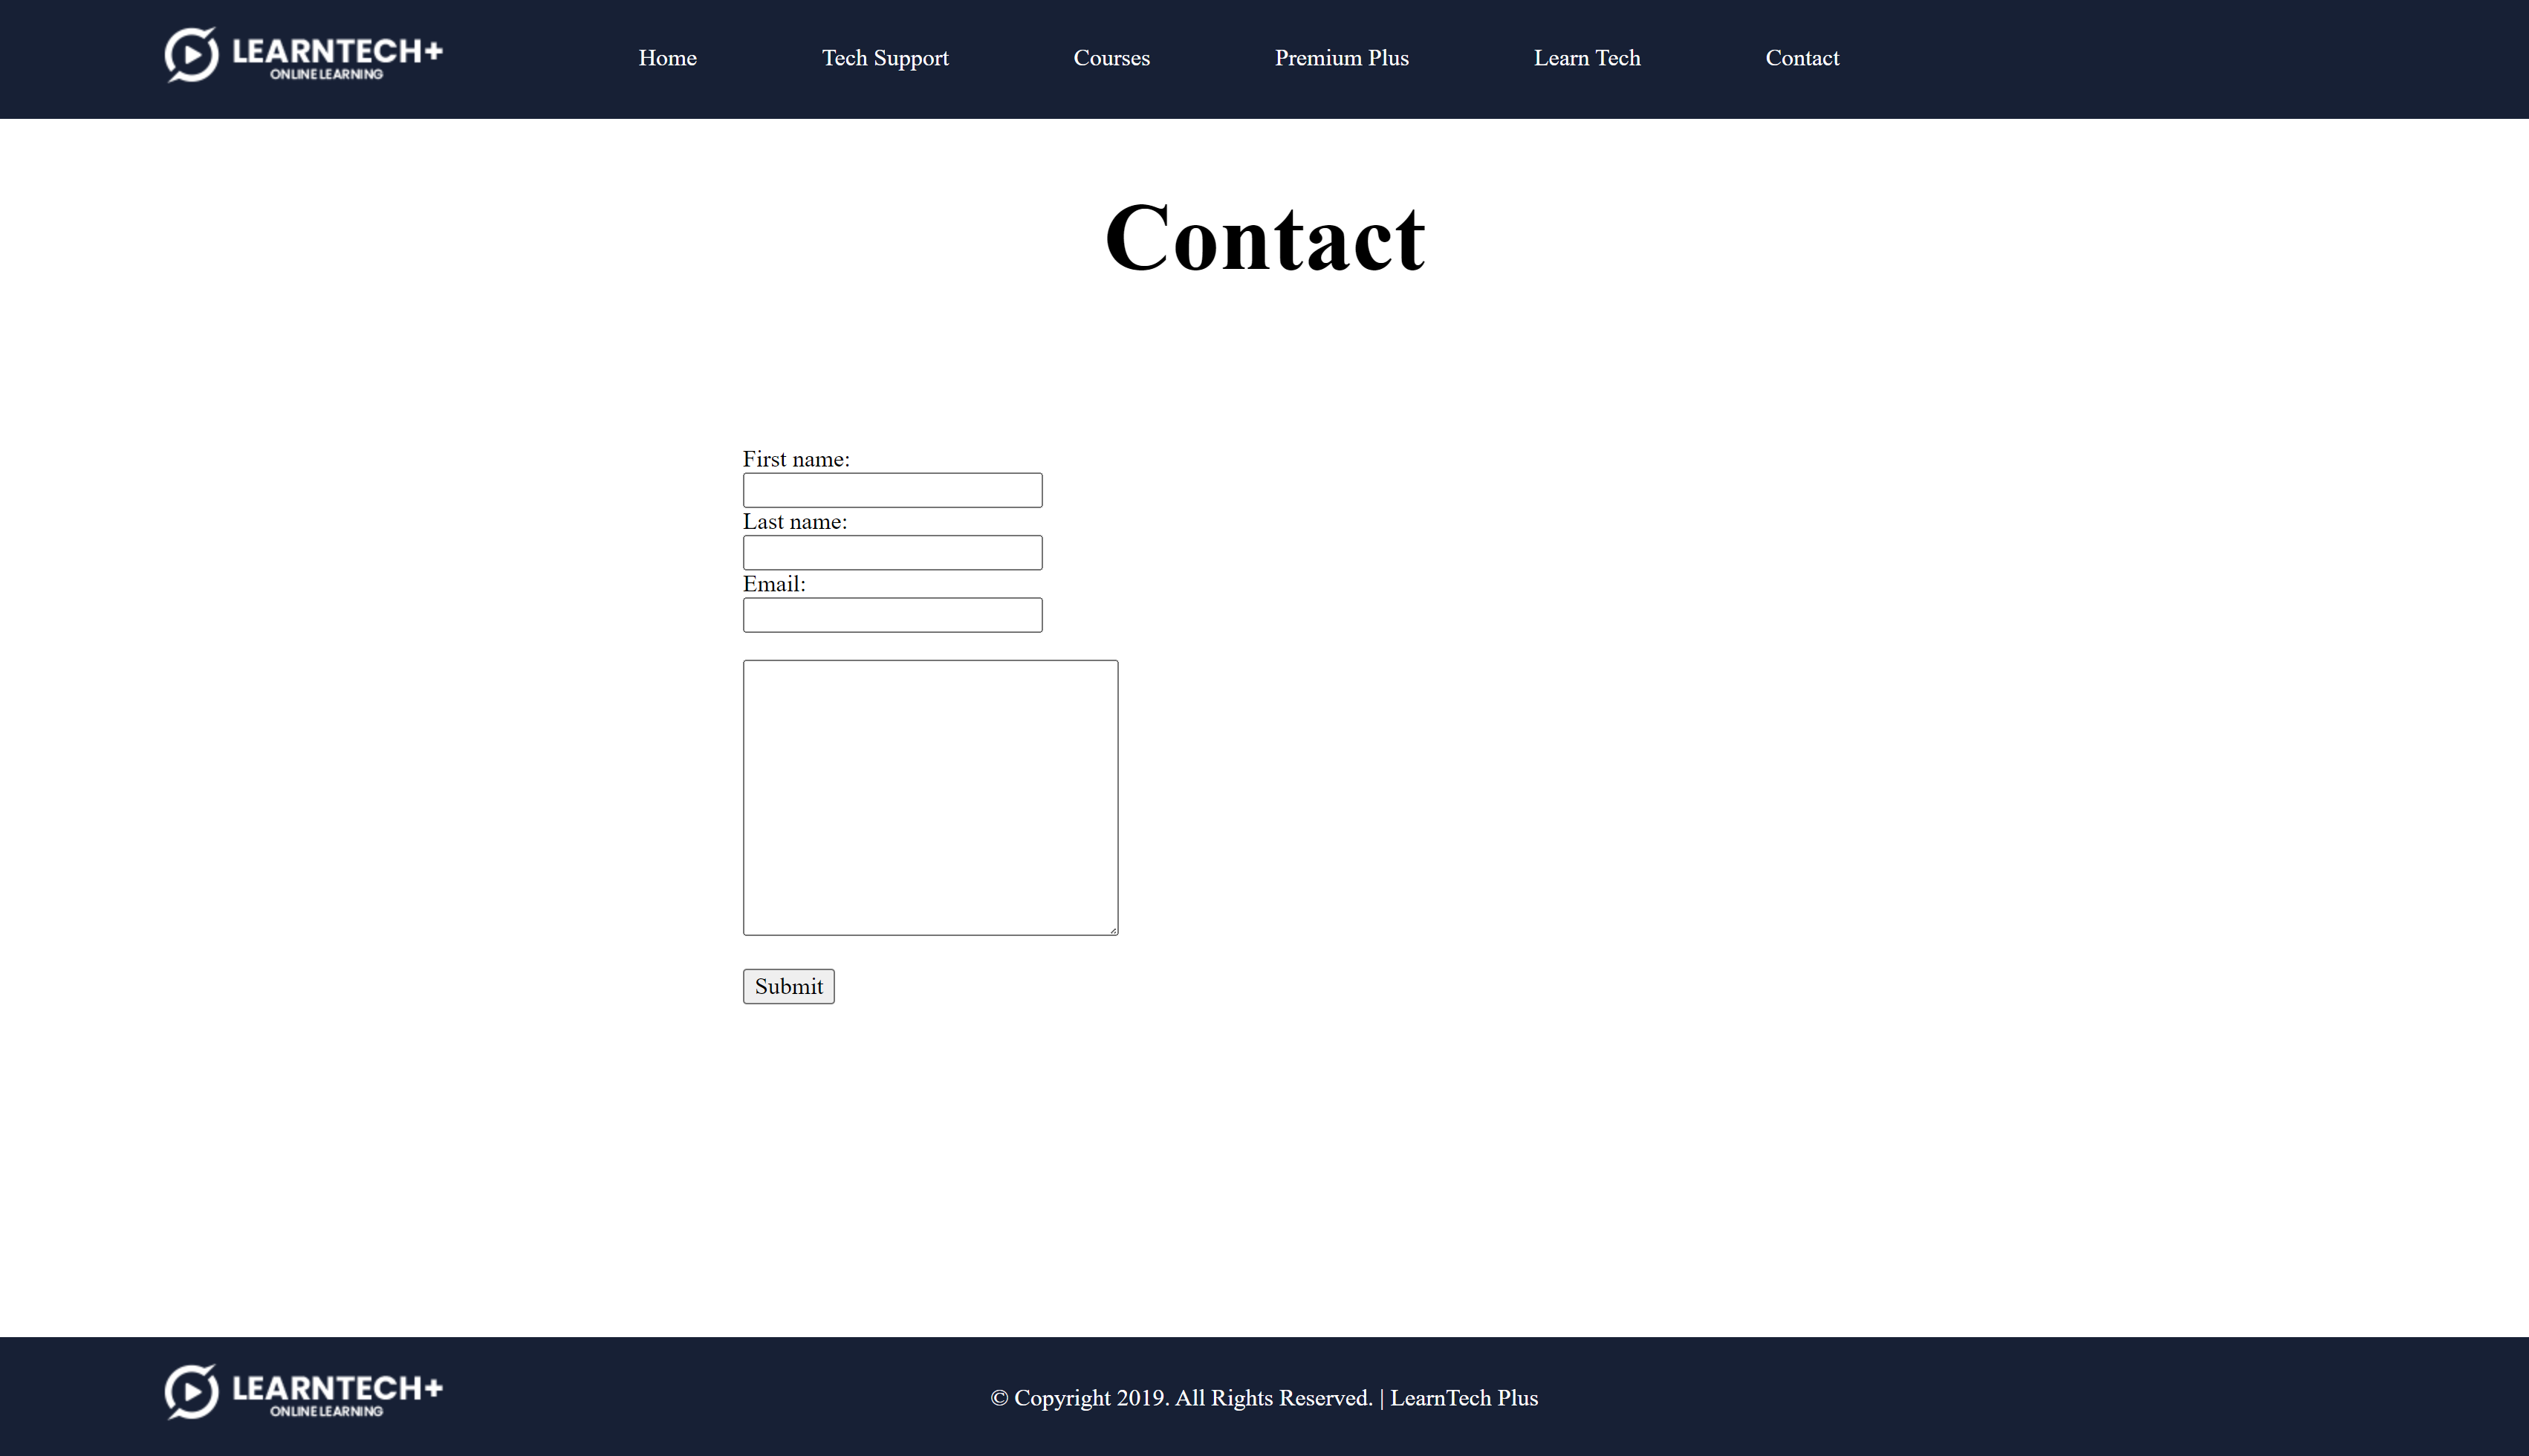 LEARNTECH+
ONLINE LEARNING
Home Tech Support Courses Premium Plus Learn Tech Contact
Contact
First name:
Last name:
Email:
Submit
LEARNTECH+
ONLINE LEARNING
© Copyright 2019. All Rights Reserved. | LearnTech Plus